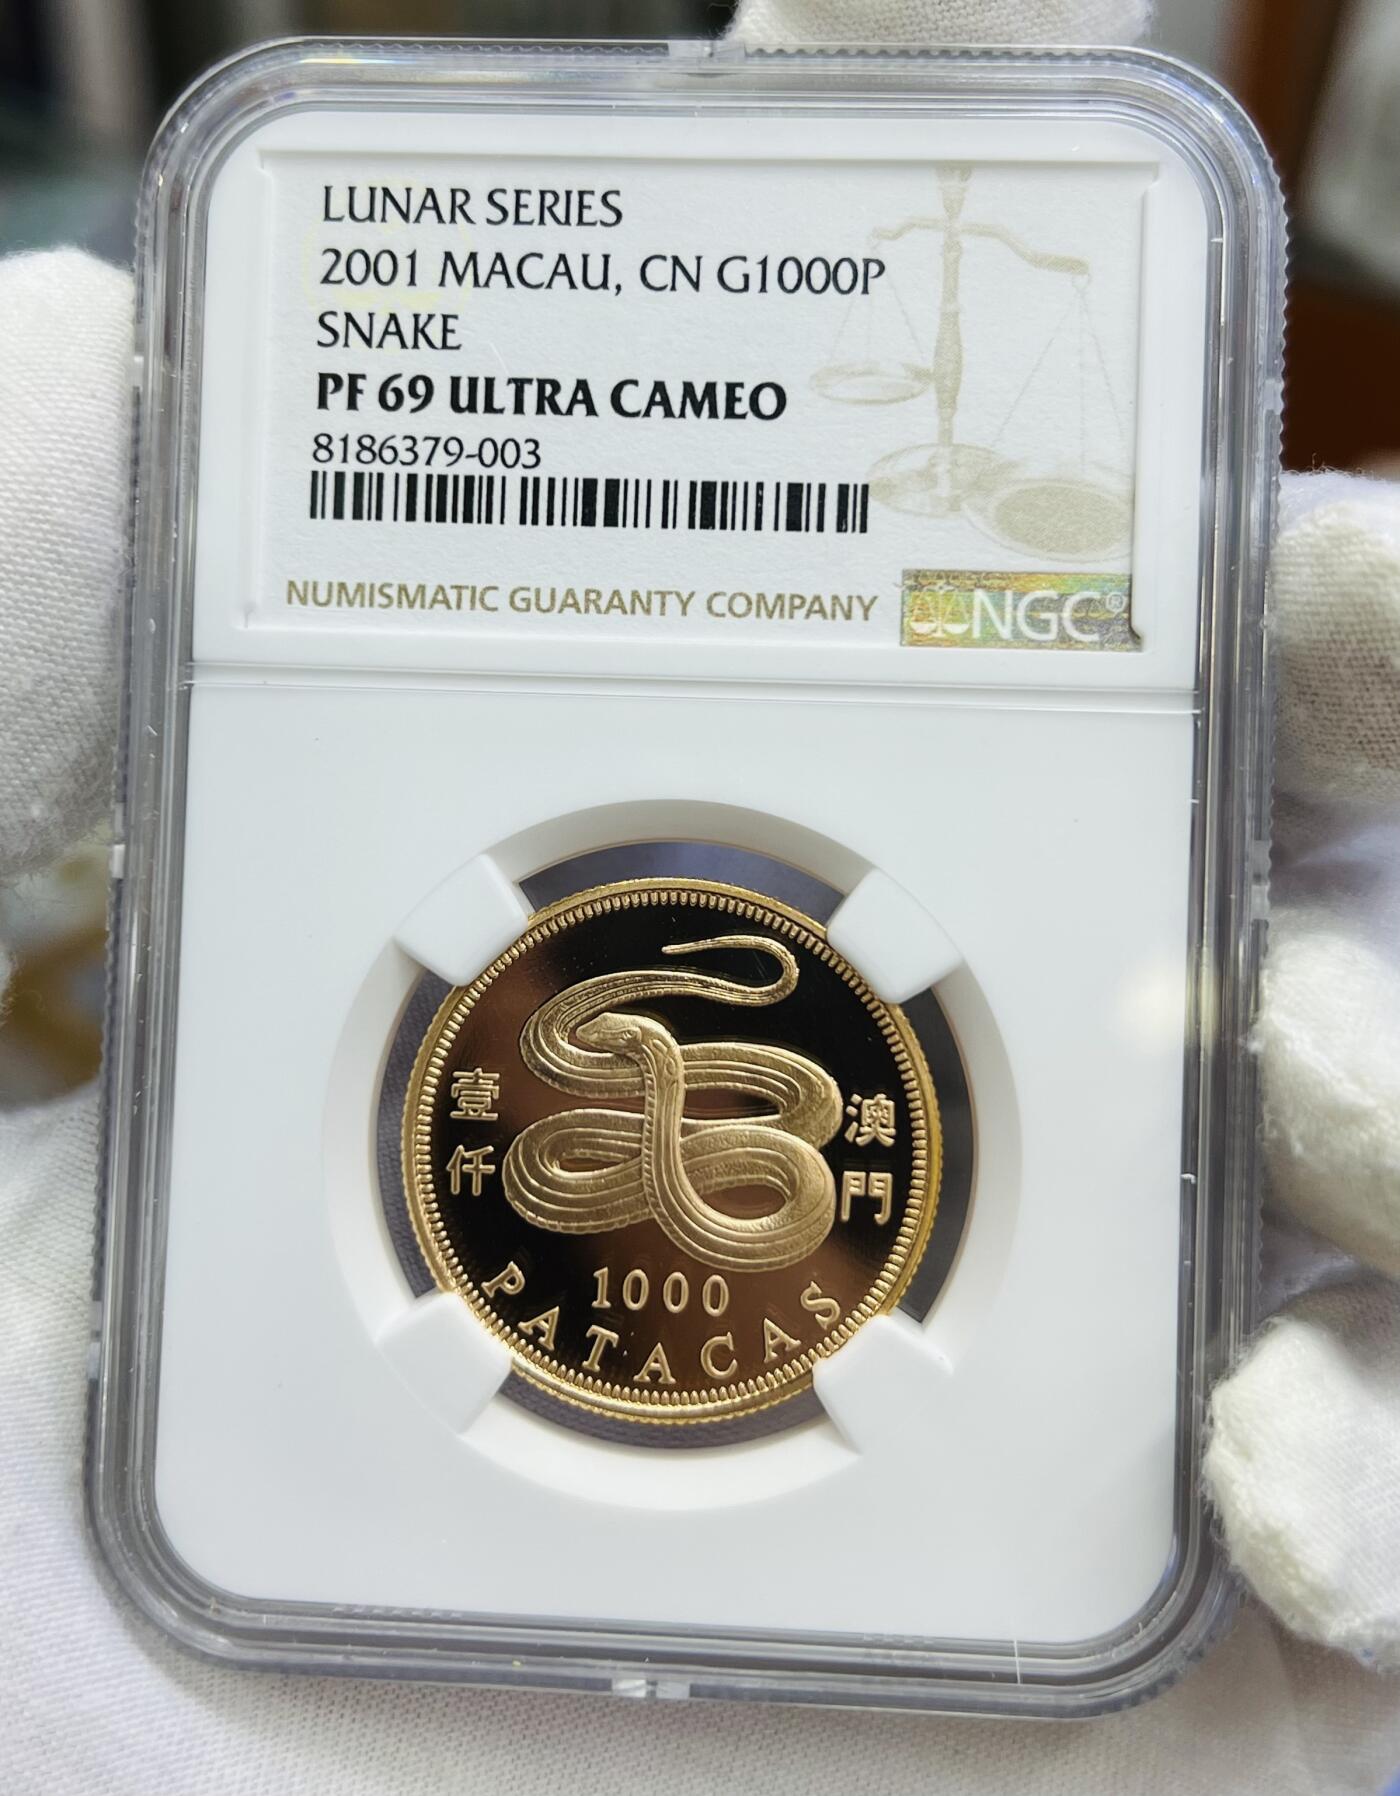 LUNAR SERIES
2001 MACAU, CN G1000P
SNAKE
PF 69 ULTRA CAMEO
8186379-003
NUMISMATIC GUARANTY COMPANY
NGC®
壹仟
澳門
1000
PATACAS